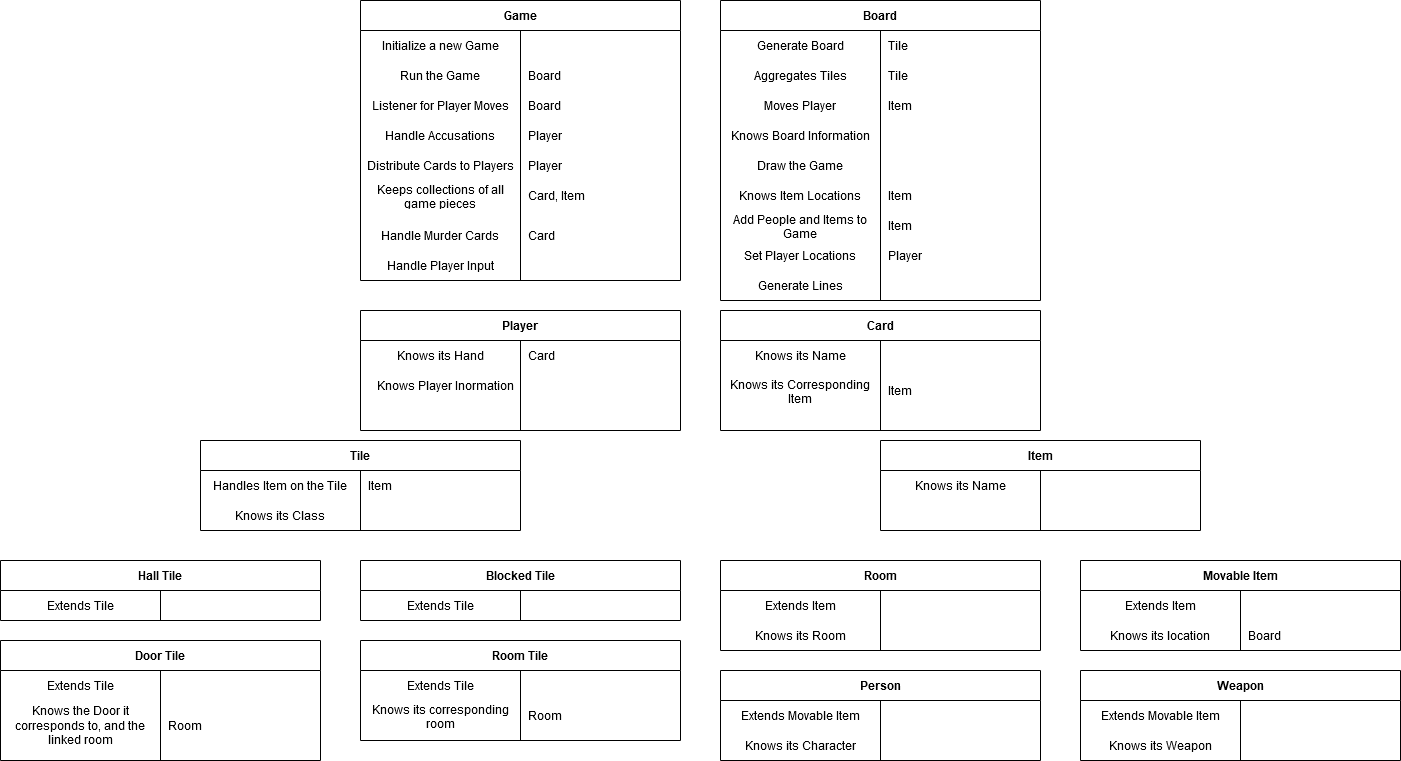 Game
Initialize a new Game
Run the Game Board
Listener for Player Moves Board
Handle Accusations Player
Distribute Cards to Players Player
Keeps collections of all
game pieces
Card, Item
Handle Murder Cards Card
Handle Player Input
Board
Generate Board Tile
Aggregates Tiles Tile
Moves Player Item
Knows Board Information
Draw the Game
Knows Item Locations Item
Add People and Items to
Game
Item
Set Player Locations Player
Generate Lines
Player
Knows its Hand Card
Knows Player Inormation
Card
Knows its Name
Knows its Corresponding
Item
Item
Tile
Handles Item on the Tile Item
Knows its Class
Item
Knows its Name
Hall Tile
Extends Tile
Blocked Tile
Extends Tile
Room
Extends Item
Knows its Room
Movable Item
Extends Item
Knows its location Board
Door Tile
Extends Tile
Knows the Door it
corresponds to, and the
linked room
Room
Room Tile
Extends Tile
Knows its corresponding
room
Room
Person
Extends Movable Item
Knows its Character
Weapon
Extends Movable Item
Knows its Weapon